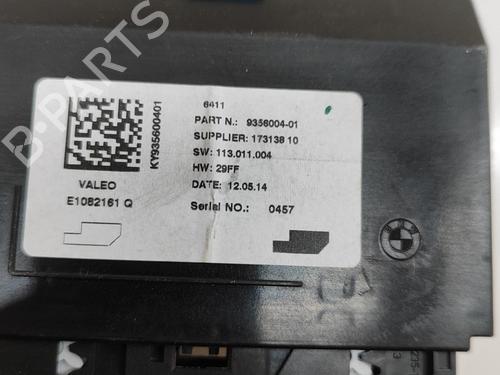 B-PARTS
6411
PART N.: 9356004-01
SUPPLIER: 173138 10
SW: 113.011.004
HW: 29FF
DATE: 12.05.14
Serial NO.: 0457
KY935600401
VALEO
E1082161 Q
BMW